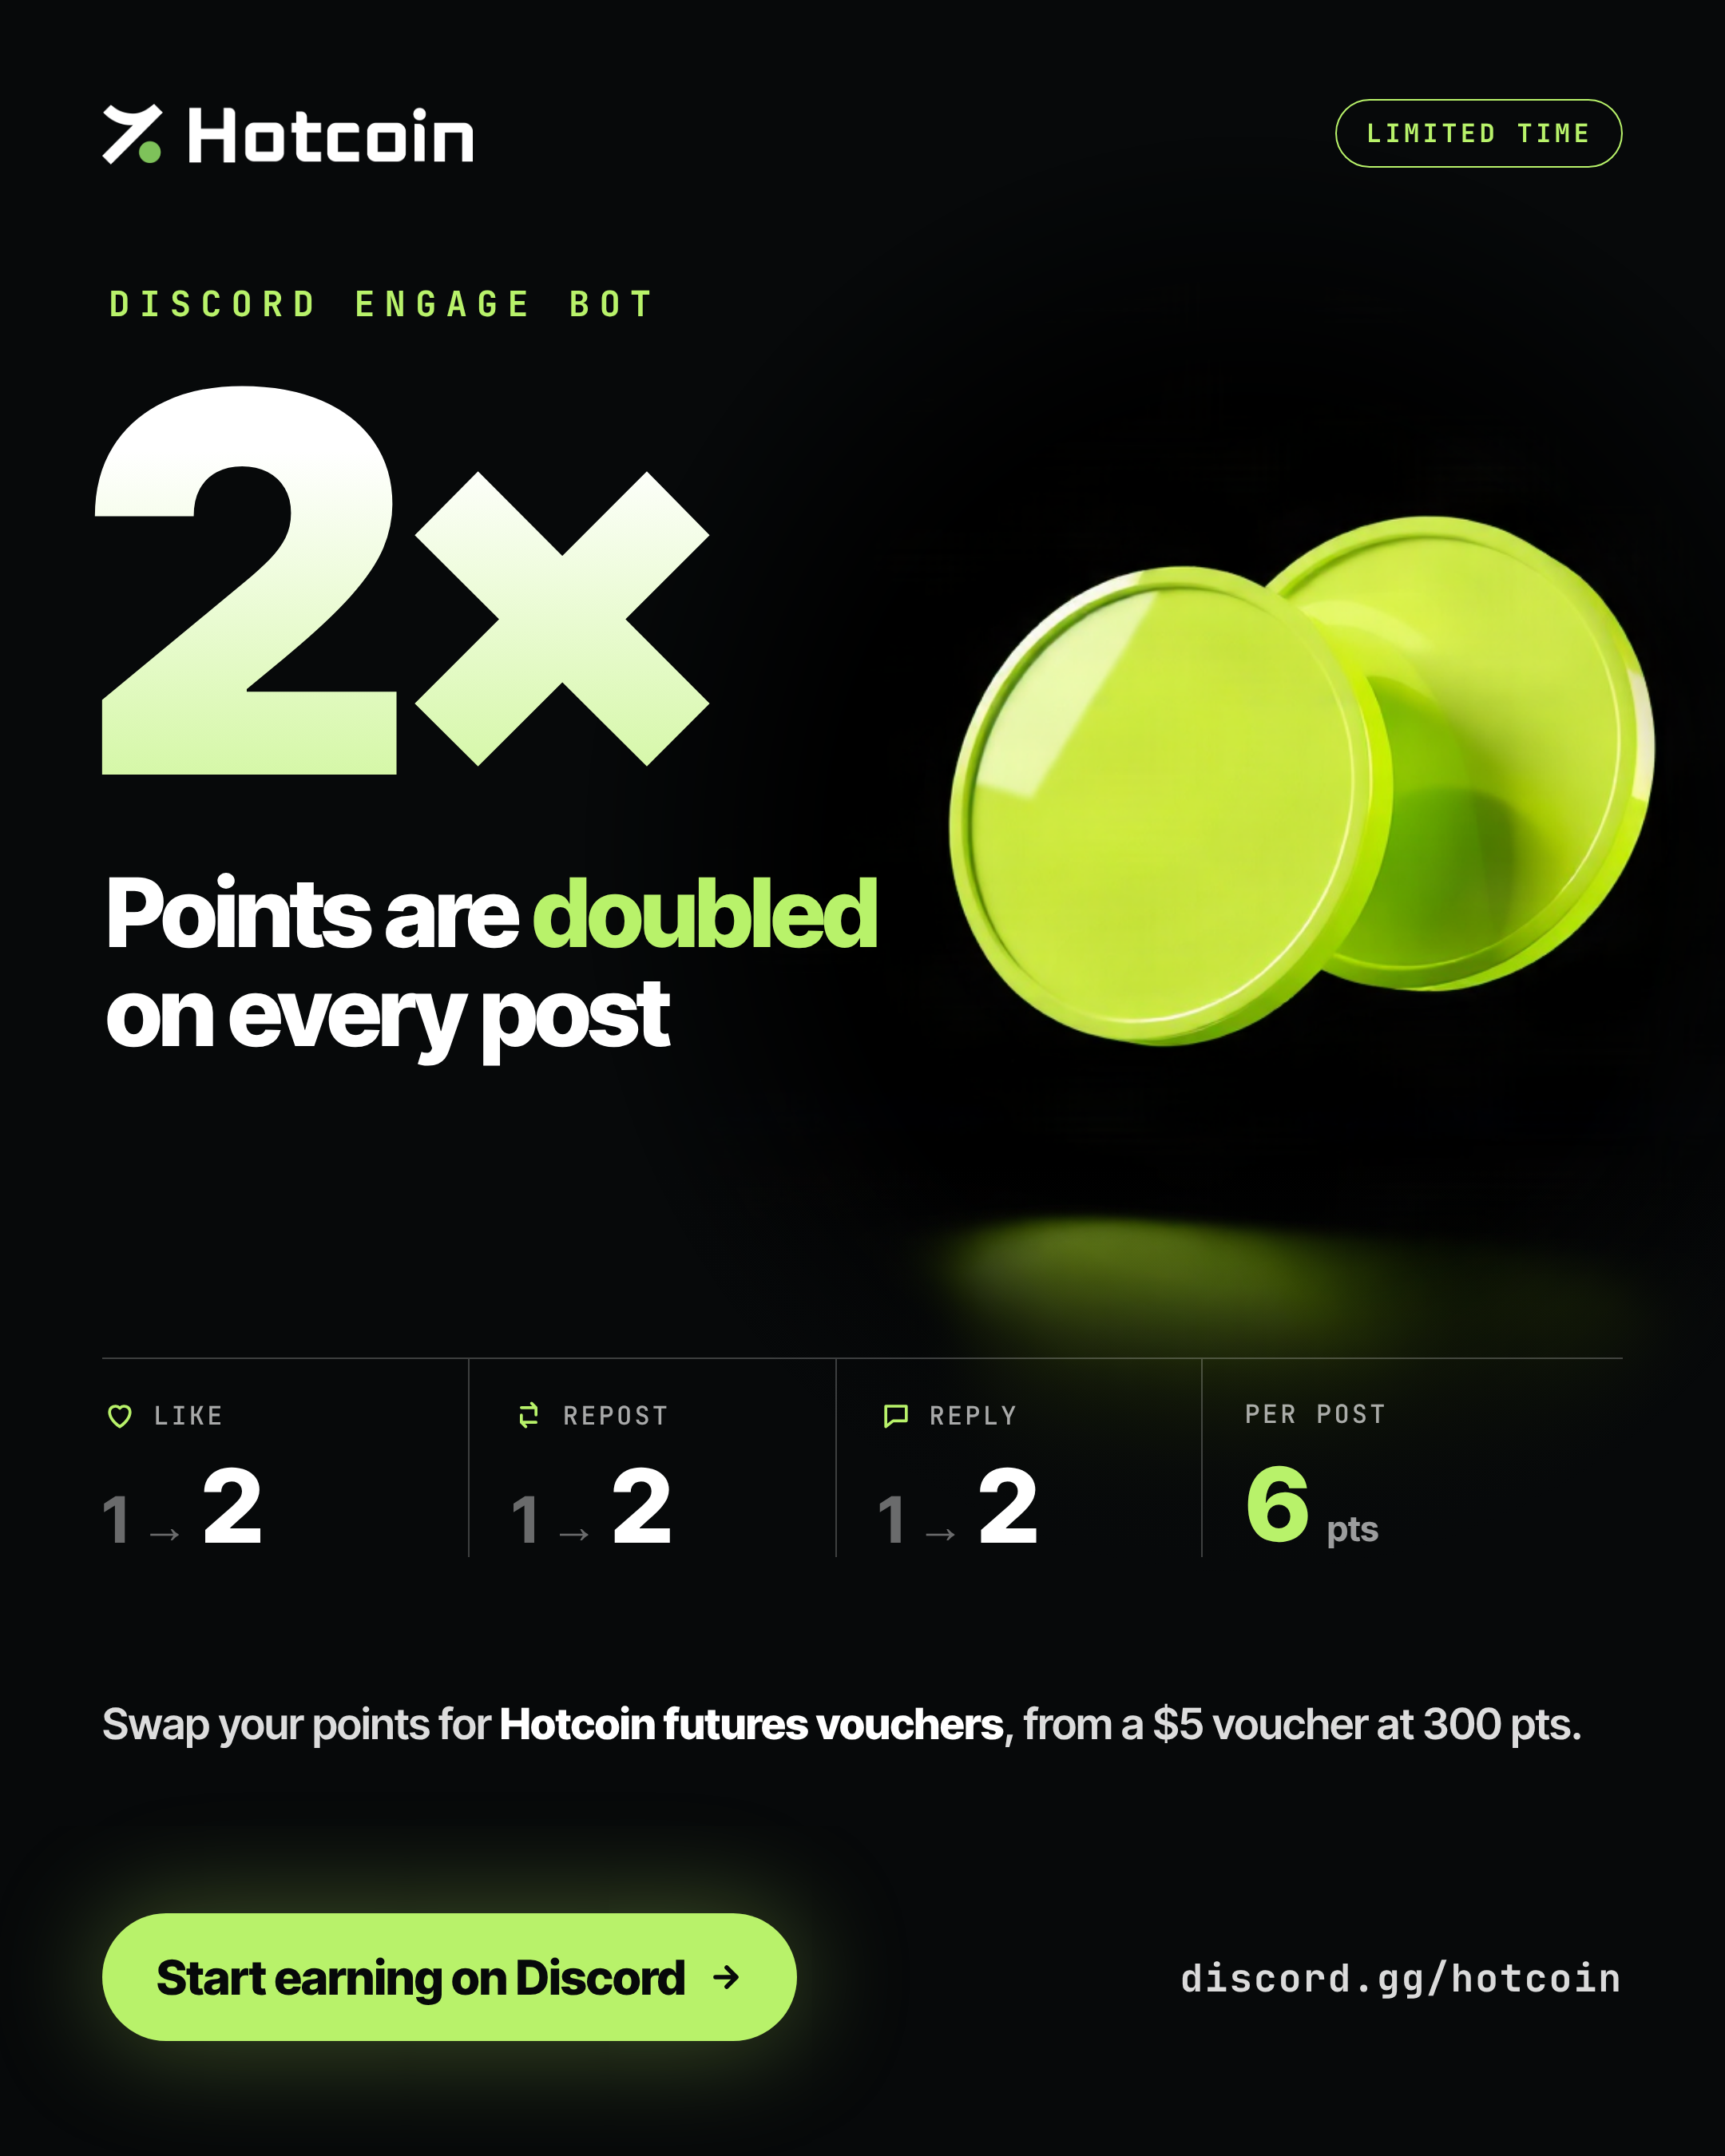 Hotcoin
LIMITED TIME
DISCORD ENGAGE BOT
2×
Points are doubled
on every post
LIKE
1 → 2
REPOST
1 → 2
REPLY
1 → 2
PER POST
6 pts
Swap your points for Hotcoin futures vouchers, from a $5 voucher at 300 pts.
Start earning on Discord →
discord.gg/hotcoin